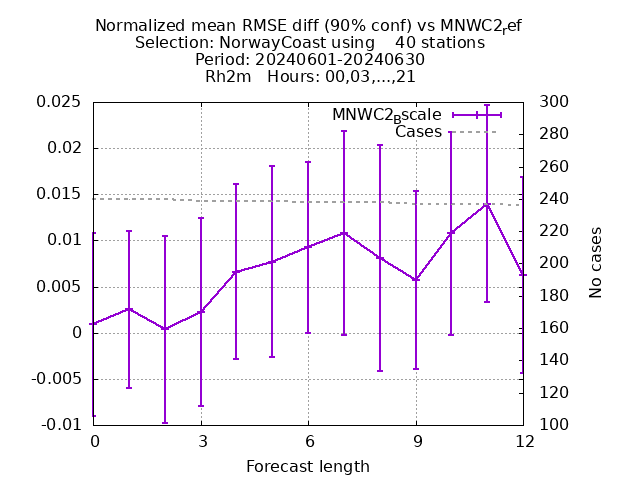 Normalized mean RMSE diff (90% conf) vs MNWC2ref
Selection: NorwayCoast using    40 stations
Period: 20240601-20240630
Rh2m   Hours: 00,03,...,21
MNWC2Bscale
Cases
0.025
0.02
0.015
0.01
0.005
0
-0.005
-0.01
300
280
260
240
220
200
180
160
140
120
100
No cases
0 3 6 9 12
Forecast length